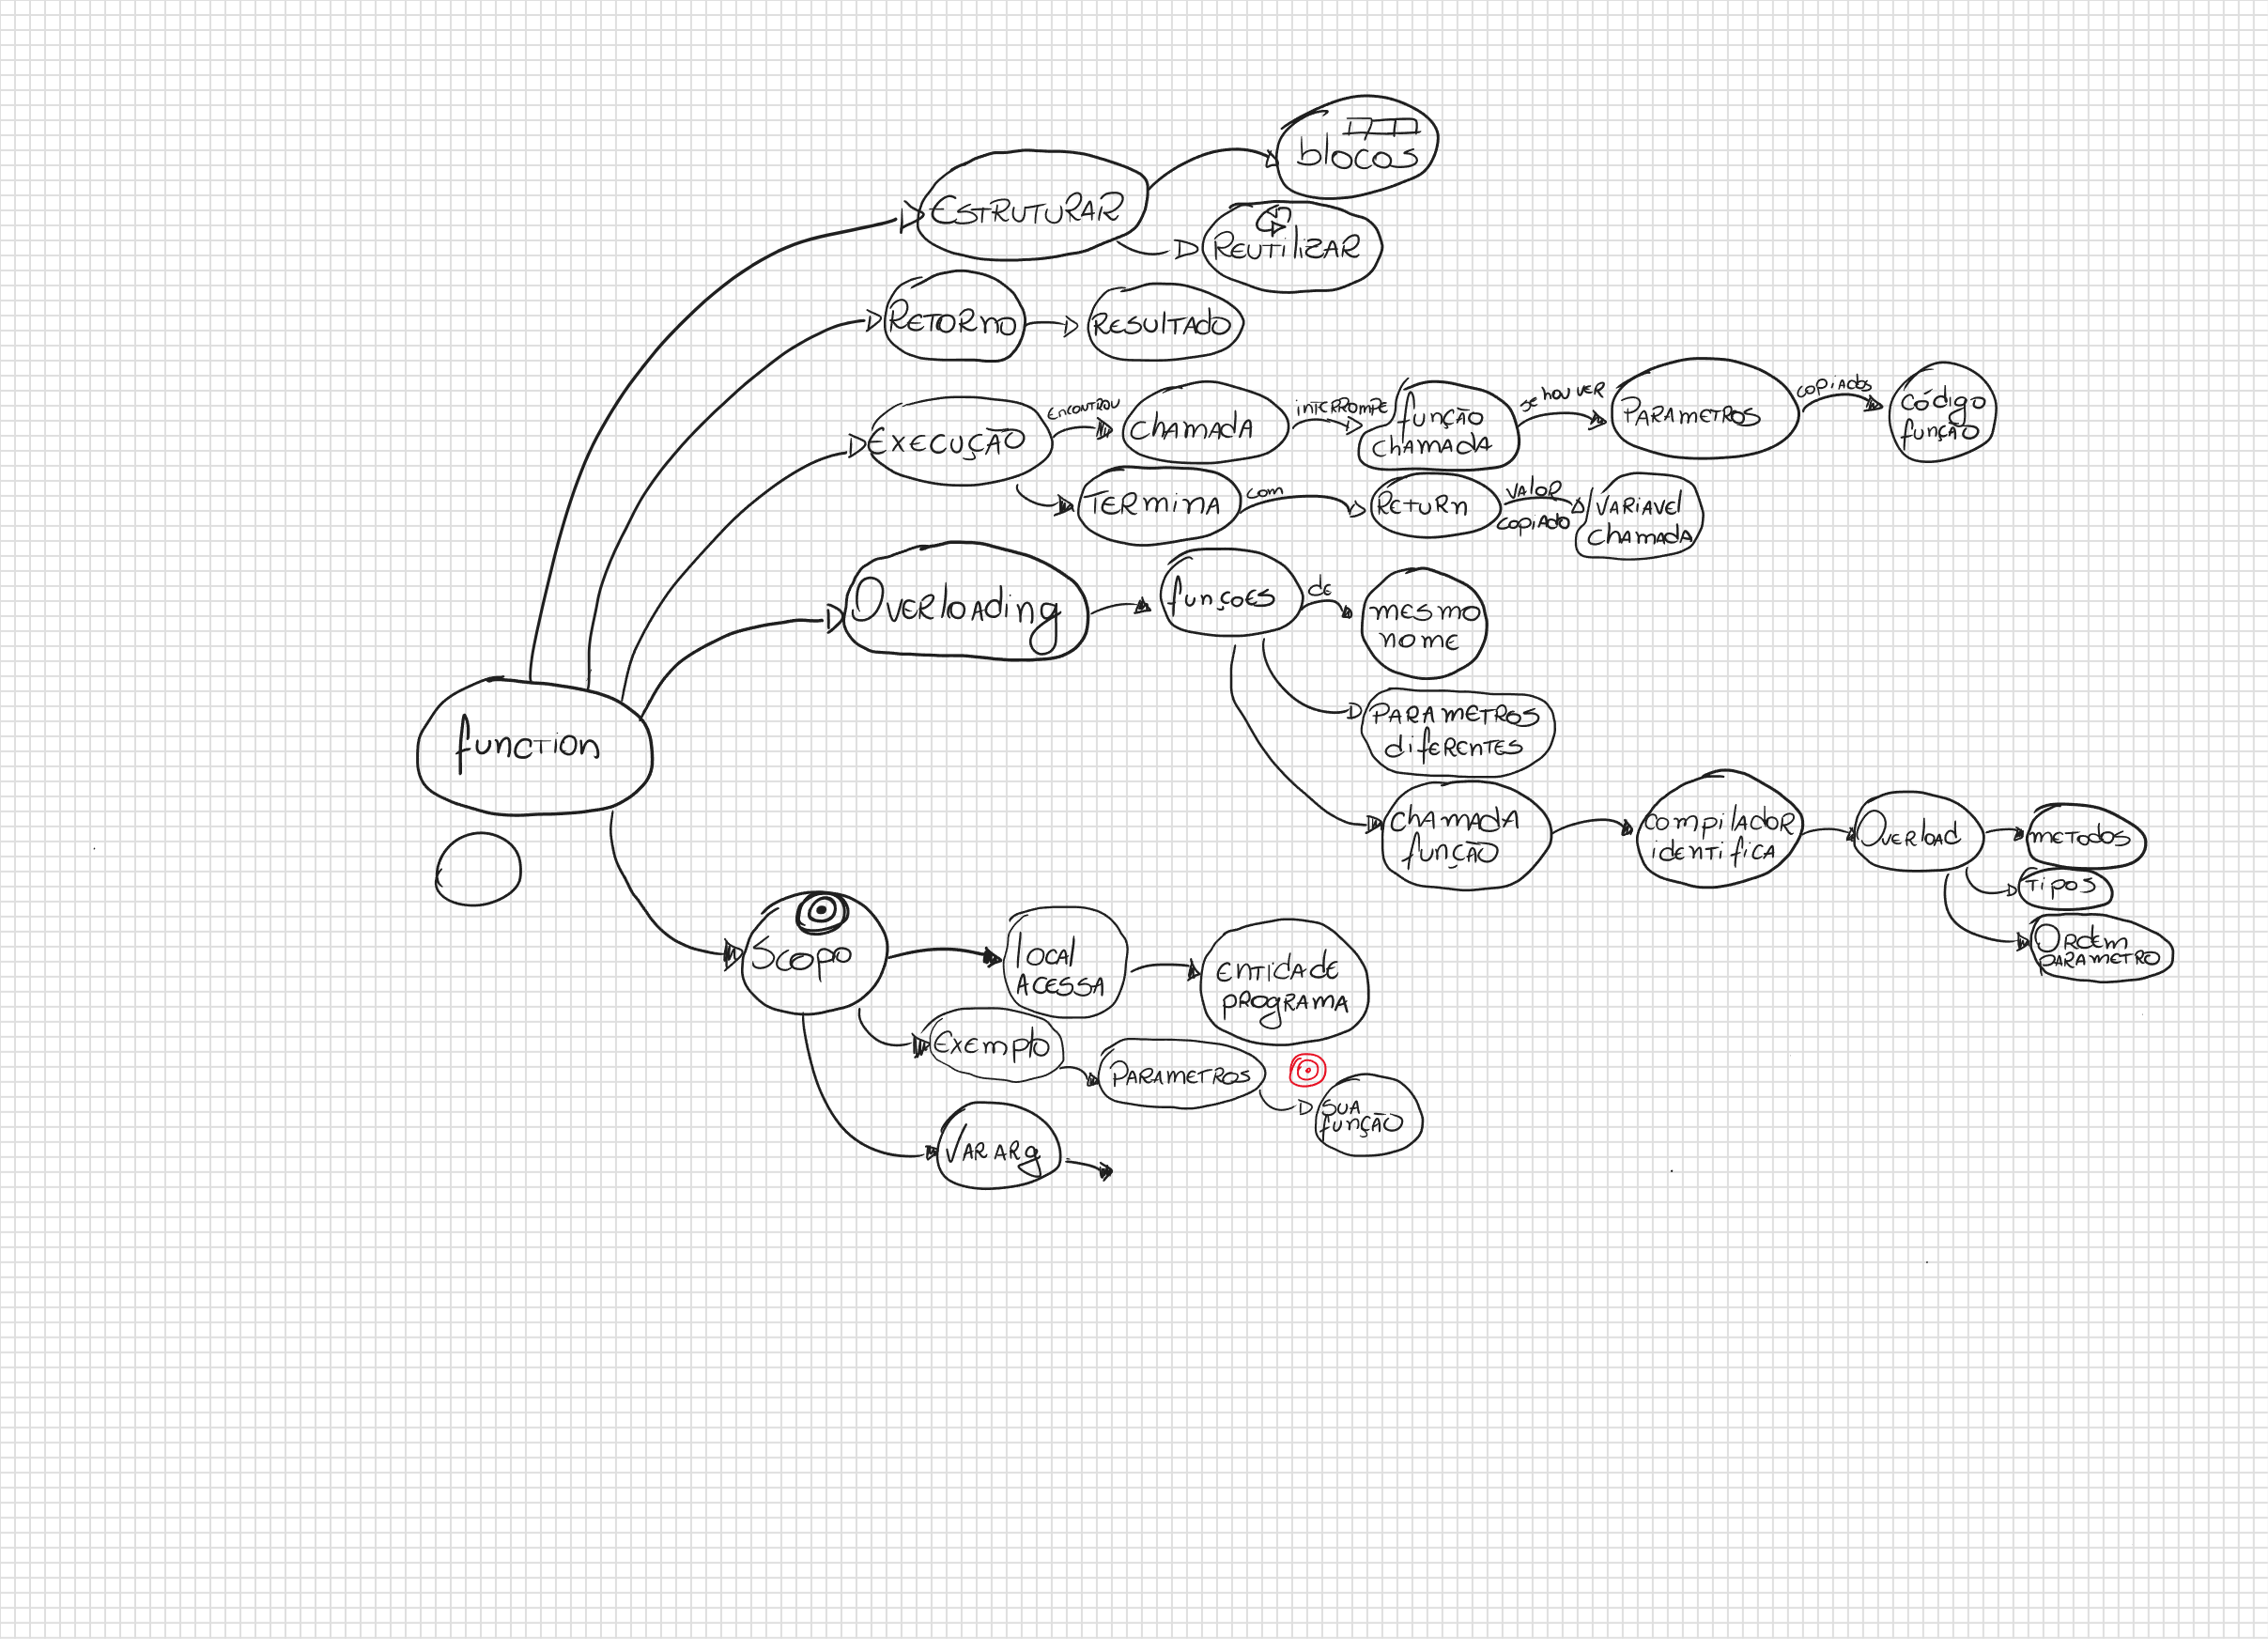 blocos
ESTRUTURAR
REUTILIZAR
RETORNO
RESULTADO
EXECUÇÃO
ENCONTROU
CHAMADA
INTERROMPE
função
chamada
se houver
PARAMETROS
copiados
código
função
TERMINA
com
RETURN
VALOR
copiado
VARIAVEL
chamada
Overloading
funçoes
de
mesmo
nome
PARAMETROS
diferentes
function
CHAMADA
função
compilador
identifica
Overload
metodos
Tipos
Ordem
PARAMETRO
Scopo
local
acessa
entidade
programa
Exemplo
PARAMETROS
SUA
função
VARARg